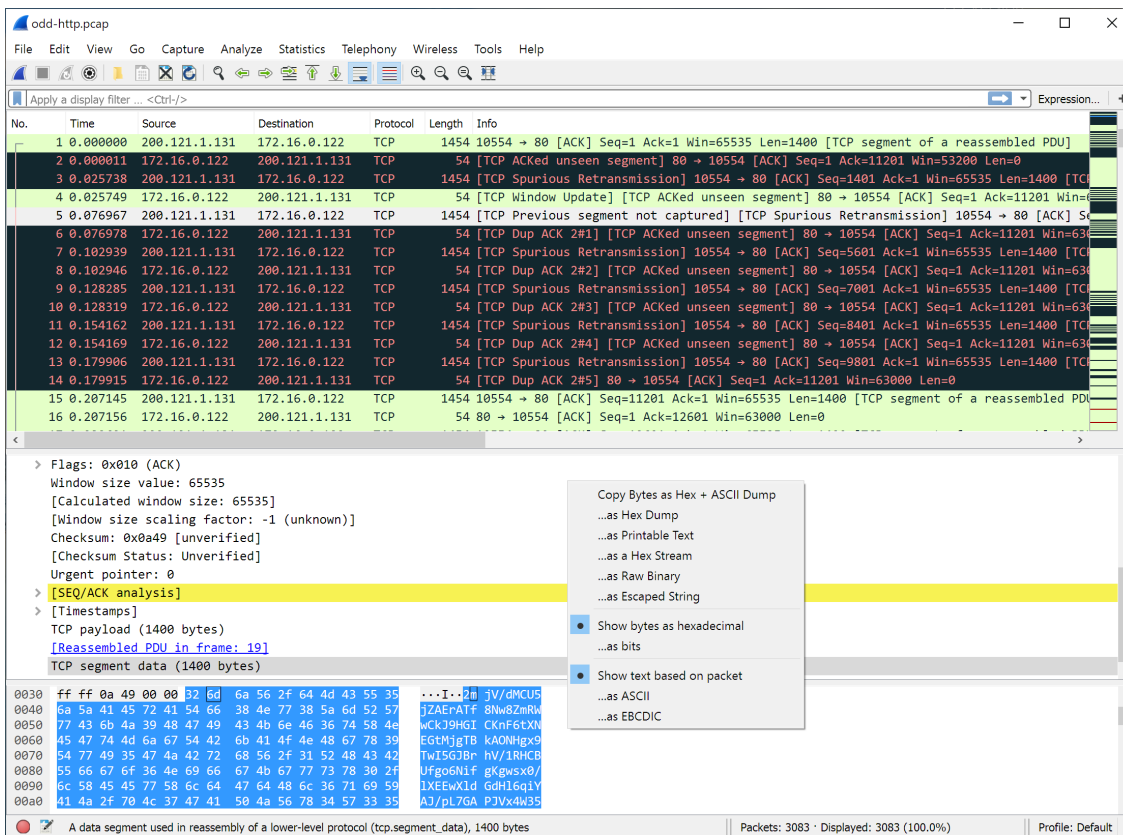 odd-http.pcap
File Edit View Go Capture Analyze Statistics Telephony Wireless Tools Help
Apply a display filter ... <Ctrl-/> Expression... +
No. Time Source Destination Protocol Length Info
1 0.000000 200.121.1.131 172.16.0.122 TCP 1454 10554 → 80 [ACK] Seq=1 Ack=1 Win=65535 Len=1400 [TCP segment of a reassembled PDU]
2 0.000011 172.16.0.122 200.121.1.131 TCP 54 [TCP ACKed unseen segment] 80 → 10554 [ACK] Seq=1 Ack=11201 Win=53200 Len=0
3 0.025738 200.121.1.131 172.16.0.122 TCP 1454 [TCP Spurious Retransmission] 10554 → 80 [ACK] Seq=1401 Ack=1 Win=65535 Len=1400 [TCP
4 0.025749 172.16.0.122 200.121.1.131 TCP 54 [TCP Window Update] [TCP ACKed unseen segment] 80 → 10554 [ACK] Seq=1 Ack=11201 Win=6
5 0.076967 200.121.1.131 172.16.0.122 TCP 1454 [TCP Previous segment not captured] [TCP Spurious Retransmission] 10554 → 80 [ACK] Se
6 0.076978 172.16.0.122 200.121.1.131 TCP 54 [TCP Dup ACK 2#1] [TCP ACKed unseen segment] 80 → 10554 [ACK] Seq=1 Ack=11201 Win=630
7 0.102939 200.121.1.131 172.16.0.122 TCP 1454 [TCP Spurious Retransmission] 10554 → 80 [ACK] Seq=5601 Ack=1 Win=65535 Len=1400 [TCP
8 0.102946 172.16.0.122 200.121.1.131 TCP 54 [TCP Dup ACK 2#2] [TCP ACKed unseen segment] 80 → 10554 [ACK] Seq=1 Ack=11201 Win=630
9 0.128285 200.121.1.131 172.16.0.122 TCP 1454 [TCP Spurious Retransmission] 10554 → 80 [ACK] Seq=7001 Ack=1 Win=65535 Len=1400 [TCP
10 0.128319 172.16.0.122 200.121.1.131 TCP 54 [TCP Dup ACK 2#3] [TCP ACKed unseen segment] 80 → 10554 [ACK] Seq=1 Ack=11201 Win=630
11 0.154162 200.121.1.131 172.16.0.122 TCP 1454 [TCP Spurious Retransmission] 10554 → 80 [ACK] Seq=8401 Ack=1 Win=65535 Len=1400 [TCP
12 0.154169 172.16.0.122 200.121.1.131 TCP 54 [TCP Dup ACK 2#4] [TCP ACKed unseen segment] 80 → 10554 [ACK] Seq=1 Ack=11201 Win=630
13 0.179906 200.121.1.131 172.16.0.122 TCP 1454 [TCP Spurious Retransmission] 10554 → 80 [ACK] Seq=9801 Ack=1 Win=65535 Len=1400 [TCP
14 0.179915 172.16.0.122 200.121.1.131 TCP 54 [TCP Dup ACK 2#5] 80 → 10554 [ACK] Seq=1 Ack=11201 Win=63000 Len=0
15 0.207145 200.121.1.131 172.16.0.122 TCP 1454 10554 → 80 [ACK] Seq=11201 Ack=1 Win=65535 Len=1400 [TCP segment of a reassembled PDU
16 0.207156 172.16.0.122 200.121.1.131 TCP 54 80 → 10554 [ACK] Seq=1 Ack=12601 Win=63000 Len=0
Flags: 0x010 (ACK)
Window size value: 65535
[Calculated window size: 65535]
[Window size scaling factor: -1 (unknown)]
Checksum: 0x0a49 [unverified]
[Checksum Status: Unverified]
Urgent pointer: 0
[SEQ/ACK analysis]
[Timestamps]
TCP payload (1400 bytes)
[Reassembled PDU in frame: 19]
TCP segment data (1400 bytes)
Copy Bytes as Hex + ASCII Dump
...as Hex Dump
...as Printable Text
...as a Hex Stream
...as Raw Binary
...as Escaped String
Show bytes as hexadecimal
...as bits
Show text based on packet
...as ASCII
...as EBCDIC
0030 ff ff 0a 49 00 00 32 6d 6a 56 2f 64 4d 43 55 35 ···I··2m jV/dMCU5
0040 6a 5a 41 45 72 41 54 66 38 4e 77 38 5a 6d 52 57 jZAErATf 8Nw8ZmRW
0050 77 43 6b 4a 39 48 47 49 43 4b 6e 46 36 74 58 4e wCkJ9HGI CKnF6tXN
0060 45 47 74 4d 6a 67 54 42 6b 41 4f 4e 48 67 78 39 EGtMjgTB kAONHgx9
0070 54 77 49 35 47 4a 42 72 68 56 2f 31 52 48 43 42 TwI5GJBr hV/1RHCB
0080 55 66 67 6f 36 4e 69 66 67 4b 67 77 73 78 30 2f Ufgo6Nif gKgwsx0/
0090 6c 58 45 45 77 58 6c 64 47 64 48 6c 36 71 69 59 lXEEwXld GdHl6qiY
00a0 41 4a 2f 70 4c 37 47 41 50 4a 56 78 34 57 33 35 AJ/pL7GA PJVx4W35
A data segment used in reassembly of a lower-level protocol (tcp.segment_data), 1400 bytes Packets: 3083 · Displayed: 3083 (100.0%) Profile: Default